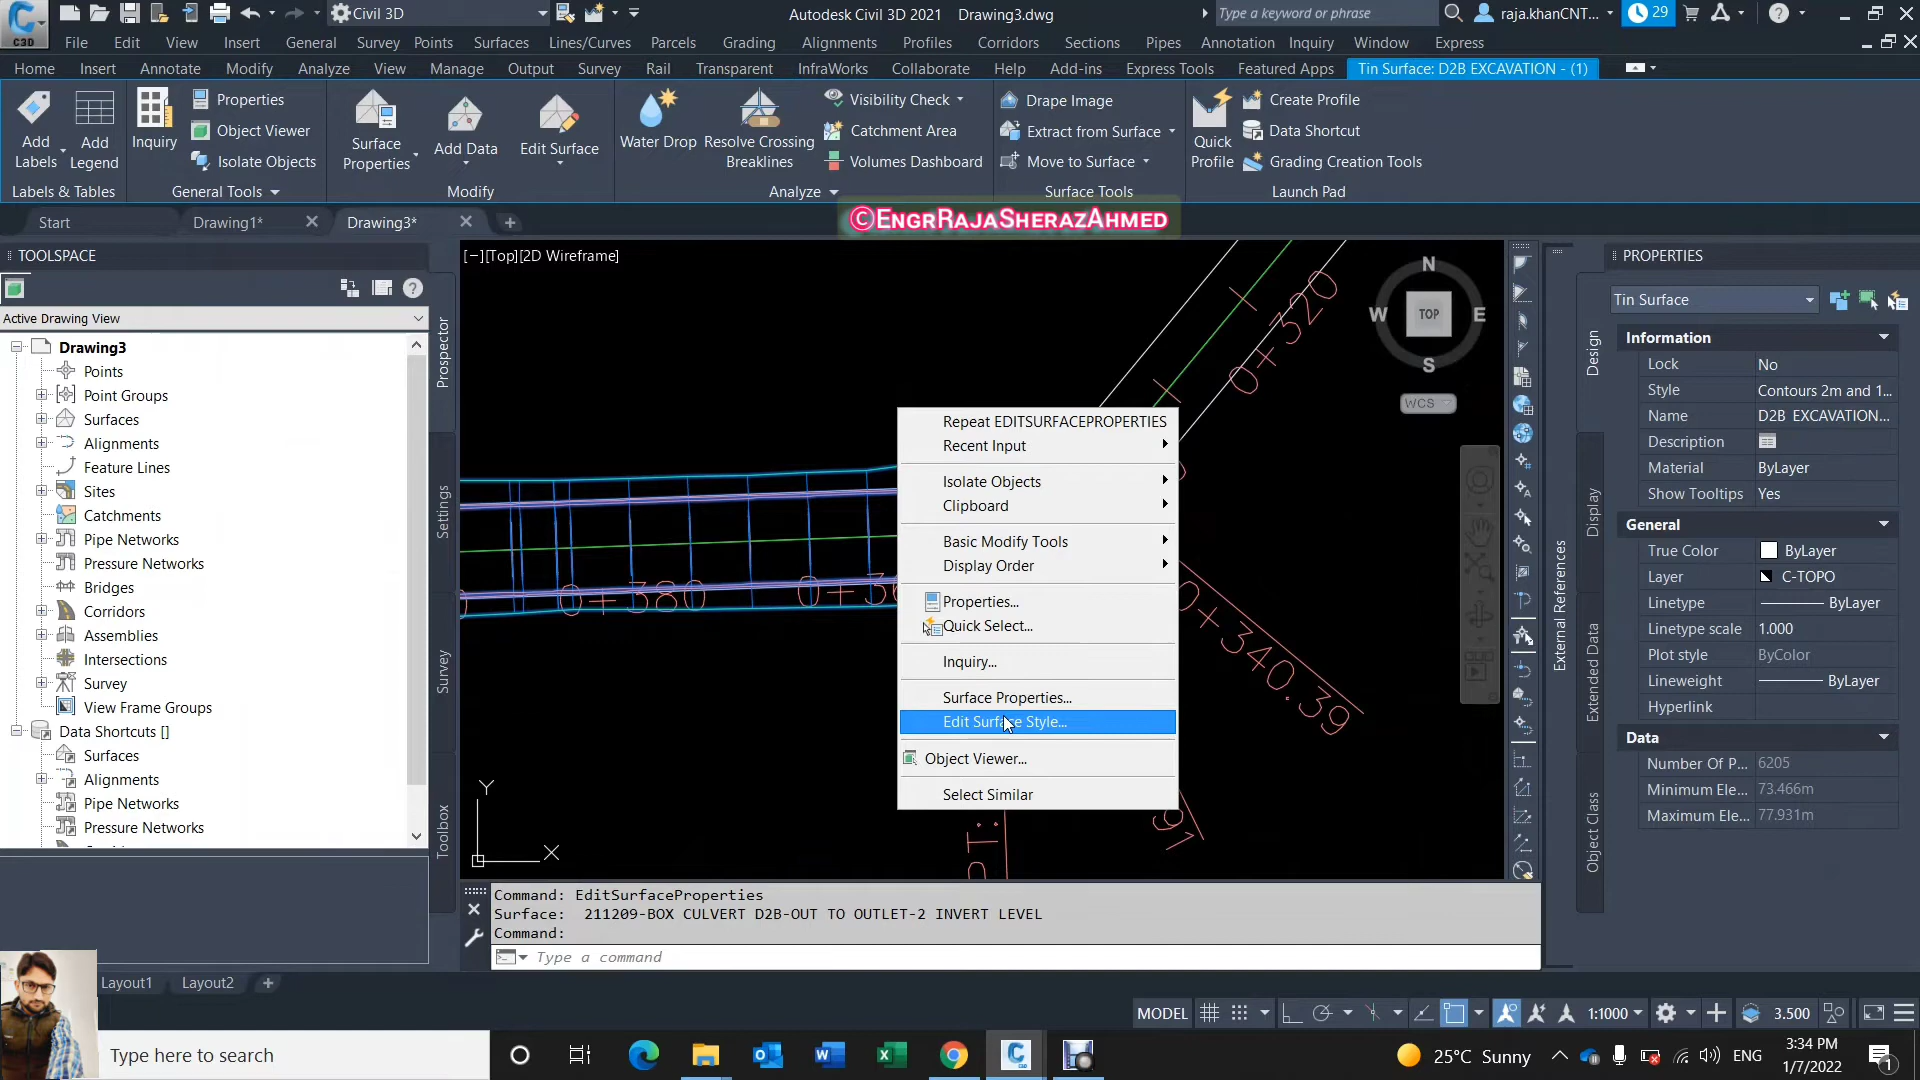 Civil 3D
Autodesk Civil 3D 2021 Drawing3.dwg
Type a keyword or phrase
raja.khanCNT...
29
C3D
File Edit View Insert General Survey Points Surfaces Lines/Curves Parcels Grading Alignments Profiles Corridors Sections Pipes Annotation Inquiry Window Express
Home Insert Annotate Modify Analyze View Manage Output Survey Rail Transparent InfraWorks Collaborate Help Add-ins Express Tools Featured Apps Tin Surface: D2B EXCAVATION - (1)
Add Labels
Add Legend
Labels & Tables
Inquiry
Properties
Object Viewer
Isolate Objects
General Tools
Surface Properties
Add Data
Edit Surface
Modify
Water Drop
Resolve Crossing Breaklines
Visibility Check
Catchment Area
Volumes Dashboard
Analyze
Drape Image
Extract from Surface
Move to Surface
Surface Tools
Quick Profile
Create Profile
Data Shortcut
Grading Creation Tools
Launch Pad
Start
Drawing1*
Drawing3*
©EngrRajaSherazAhmed
TOOLSPACE
Active Drawing View
Drawing3
Points
Point Groups
Surfaces
Alignments
Feature Lines
Sites
Catchments
Pipe Networks
Pressure Networks
Bridges
Corridors
Assemblies
Intersections
Survey
View Frame Groups
Data Shortcuts []
Surfaces
Alignments
Pipe Networks
Pressure Networks
Prospector
Settings
Survey
Toolbox
[−][Top][2D Wireframe]
0+320
0+380
0+340.39
N
W TOP E
S
WCS
Y
X
Repeat EDITSURFACEPROPERTIES
Recent Input
Isolate Objects
Clipboard
Basic Modify Tools
Display Order
Properties...
Quick Select...
Inquiry...
Surface Properties...
Edit Surface Style...
Object Viewer...
Select Similar
Command: EditSurfaceProperties
Surface: 211209-BOX CULVERT D2B-OUT TO OUTLET-2 INVERT LEVEL
Command:
Type a command
External References
PROPERTIES
Tin Surface
Design
Display
Extended Data
Object Class
Information
Lock No
Style Contours 2m and 1...
Name D2B EXCAVATION...
Description
Material ByLayer
Show Tooltips Yes
General
True Color ByLayer
Layer C-TOPO
Linetype ByLayer
Linetype scale 1.000
Plot style ByColor
Lineweight ByLayer
Hyperlink
Data
Number Of P... 6205
Minimum Ele... 73.466m
Maximum Ele... 77.931m
Layout1 Layout2
MODEL
1:1000
3.500
Type here to search
25°C Sunny
ENG
3:34 PM
1/7/2022
1